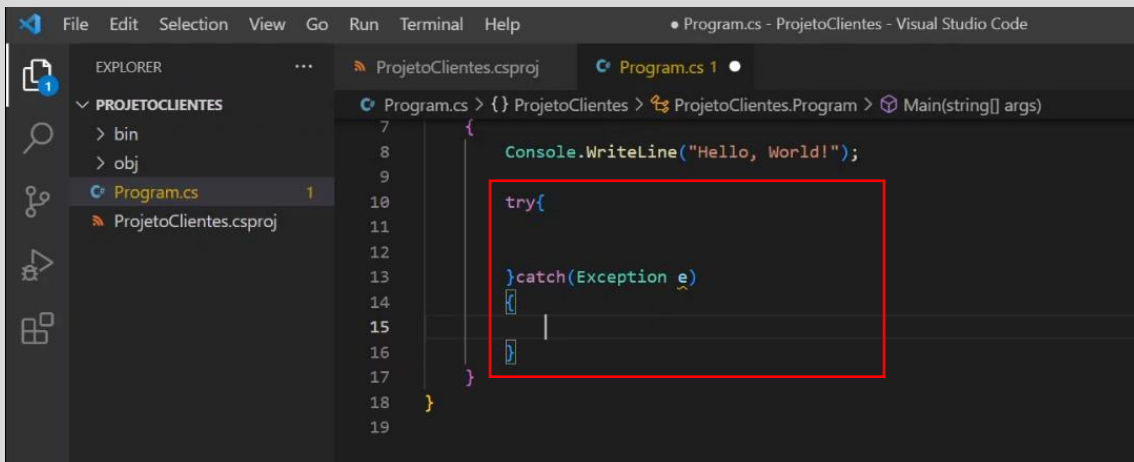 File Edit Selection View Go Run Terminal Help ● Program.cs - ProjetoClientes - Visual Studio Code
EXPLORER ···
ProjetoClientes.csproj
Program.cs 1 ●
1
PROJETOCLIENTES
> bin
> obj
Program.cs 1
ProjetoClientes.csproj
Program.cs > {} ProjetoClientes > ProjetoClientes.Program > Main(string[] args)
7 {
8 Console.WriteLine("Hello, World!");
9
10 try{
11
12
13 }catch(Exception e)
14 {
15
16 }
17 }
18 }
19